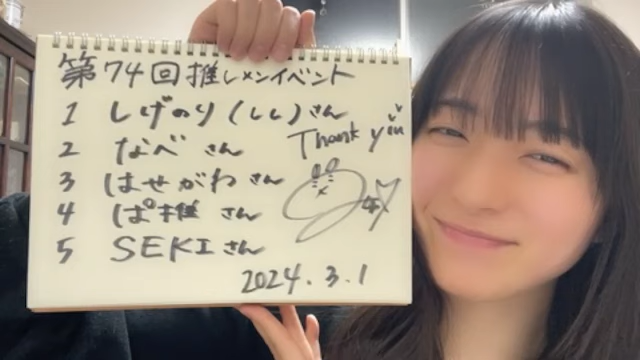 第74回推しメンイベント
1 しげのり(しし)さん
2 なべ さん
3 はせがわさん
4 ぱ推 さん
5 SEKIさん
Thank you
2024.3.1